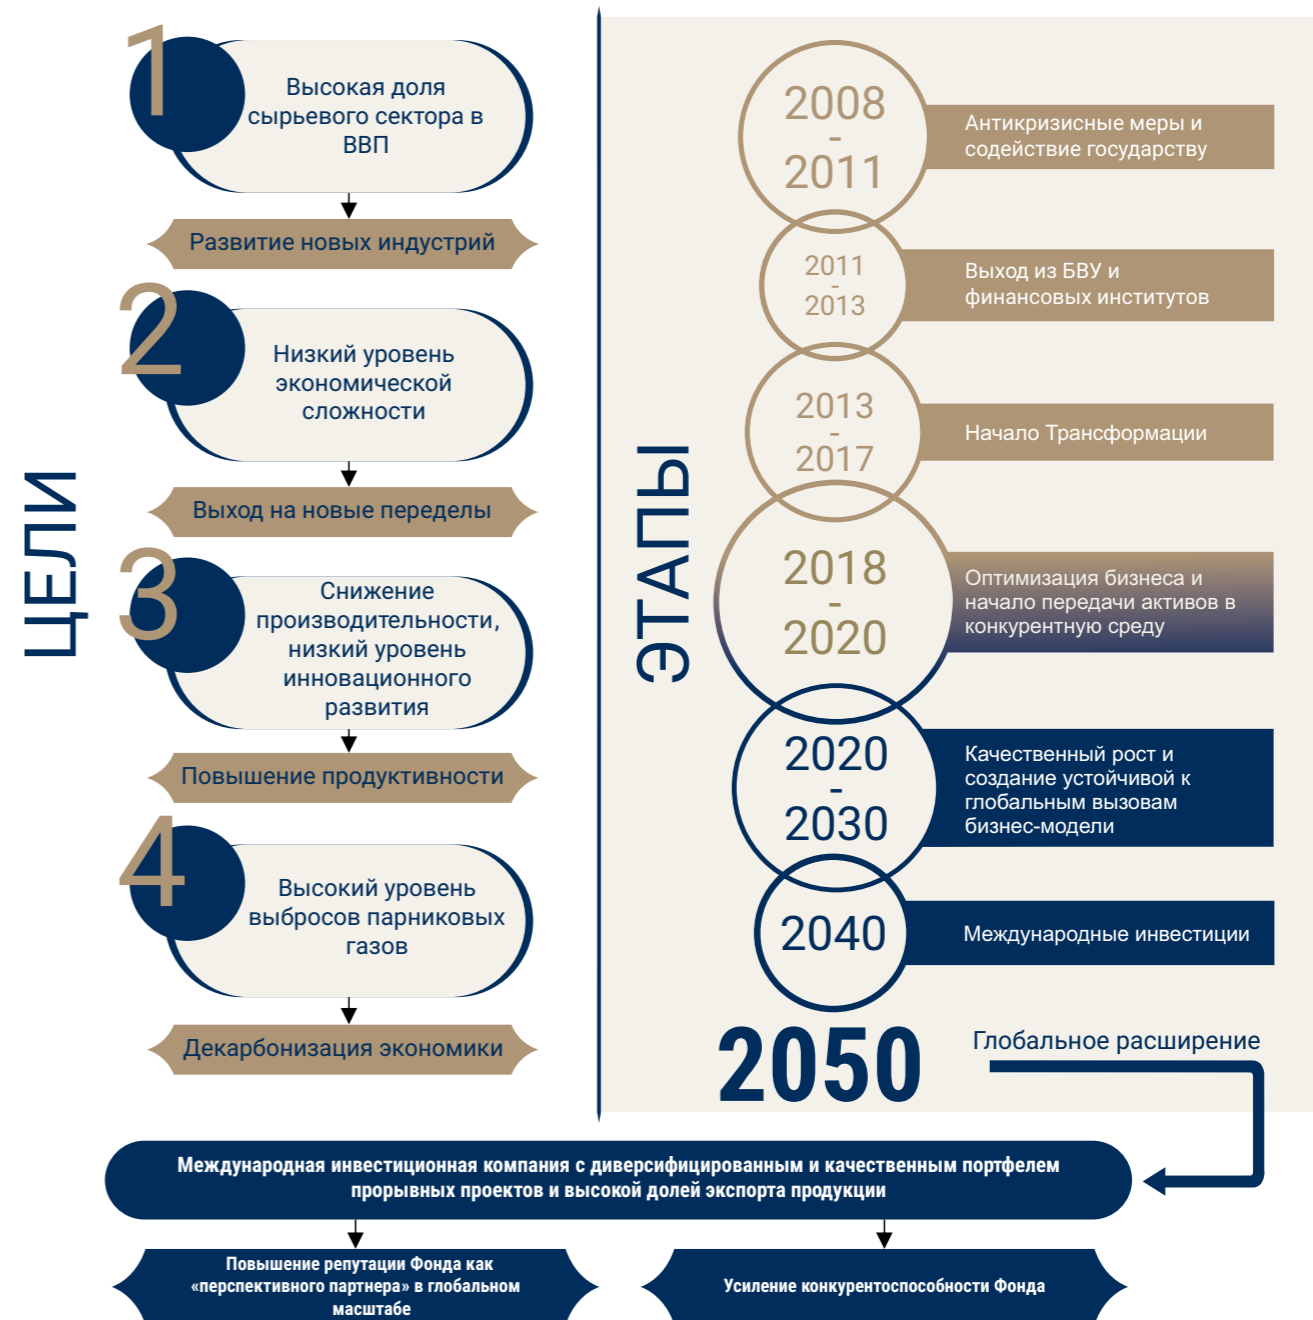 ЦЕЛИ
1
Высокая доля
сырьевого сектора в
ВВП
Развитие новых индустрий
2
Низкий уровень
экономической
сложности
Выход на новые переделы
3
Снижение
производительности,
низкий уровень
инновационного
развития
Повышение продуктивности
4
Высокий уровень
выбросов парниковых
газов
Декарбонизация экономики
ЭТАПЫ
2008
-
2011
Антикризисные меры и
содействие государству
2011
-
2013
Выход из БВУ и
финансовых институтов
2013
-
2017
Начало Трансформации
2018
-
2020
Оптимизация бизнеса и
начало передачи активов в
конкурентную среду
2020
-
2030
Качественный рост и
создание устойчивой к
глобальным вызовам
бизнес-модели
2040
Международные инвестиции
2050
Глобальное расширение
Международная инвестиционная компания с диверсифицированным и качественным портфелем
прорывных проектов и высокой долей экспорта продукции
Повышение репутации Фонда как
«перспективного партнера» в глобальном
масштабе
Усиление конкурентоспособности Фонда